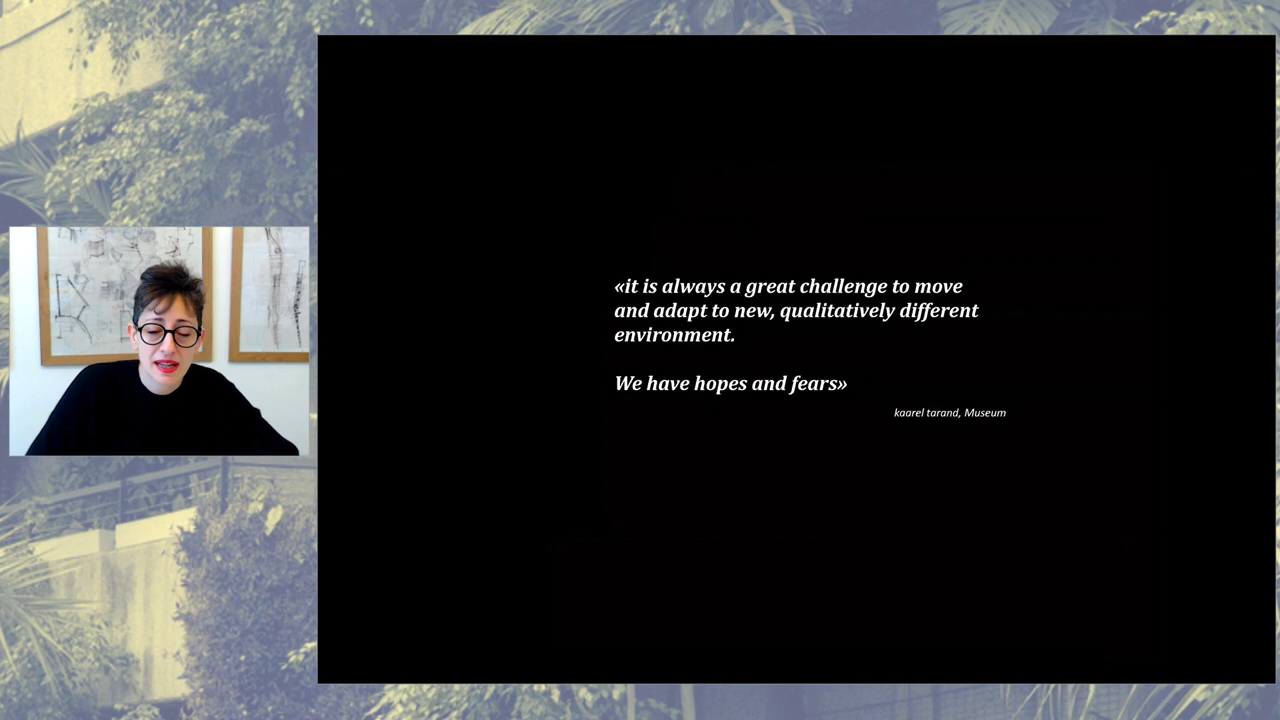 «it is always a great challenge to move
and adapt to new, qualitatively different
environment.
We have hopes and fears»
kaarel tarand, Museum